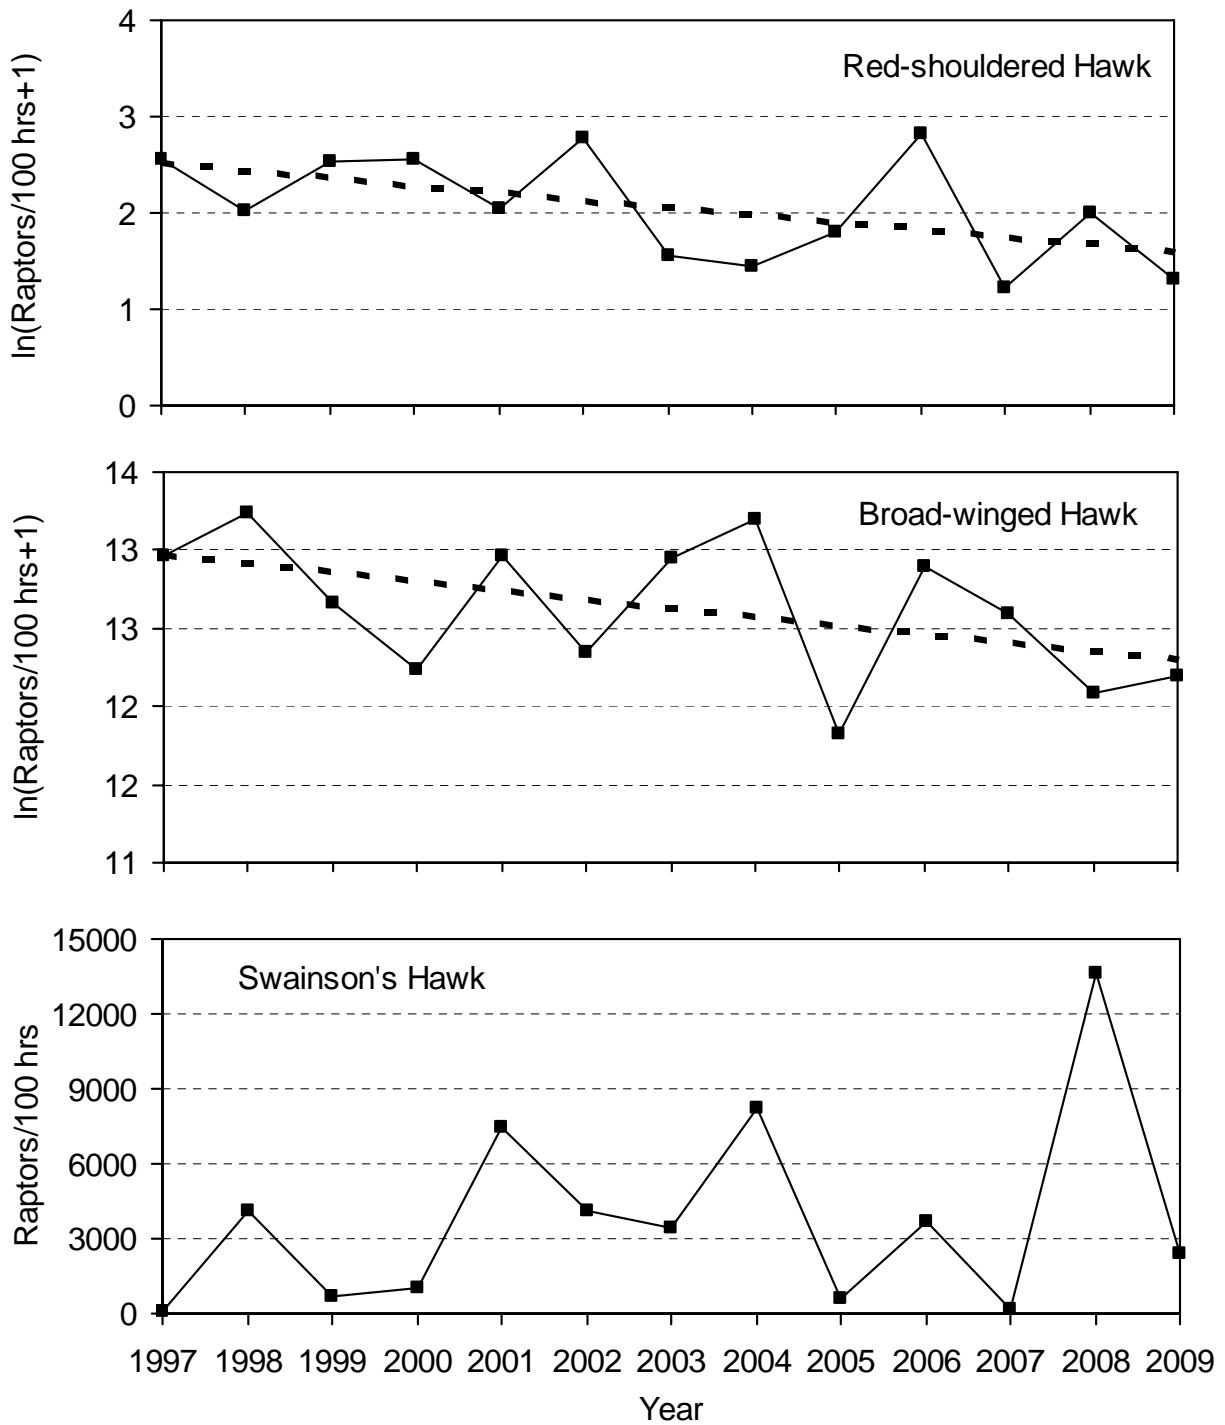 4
Red-shouldered Hawk
3
2
1
0
ln(Raptors/100 hrs+1)
14
Broad-winged Hawk
13
13
12
12
11
ln(Raptors/100 hrs+1)
15000
Swainson's Hawk
12000
9000
6000
3000
0
Raptors/100 hrs
1997 1998 1999 2000 2001 2002 2003 2004 2005 2006 2007 2008 2009
Year